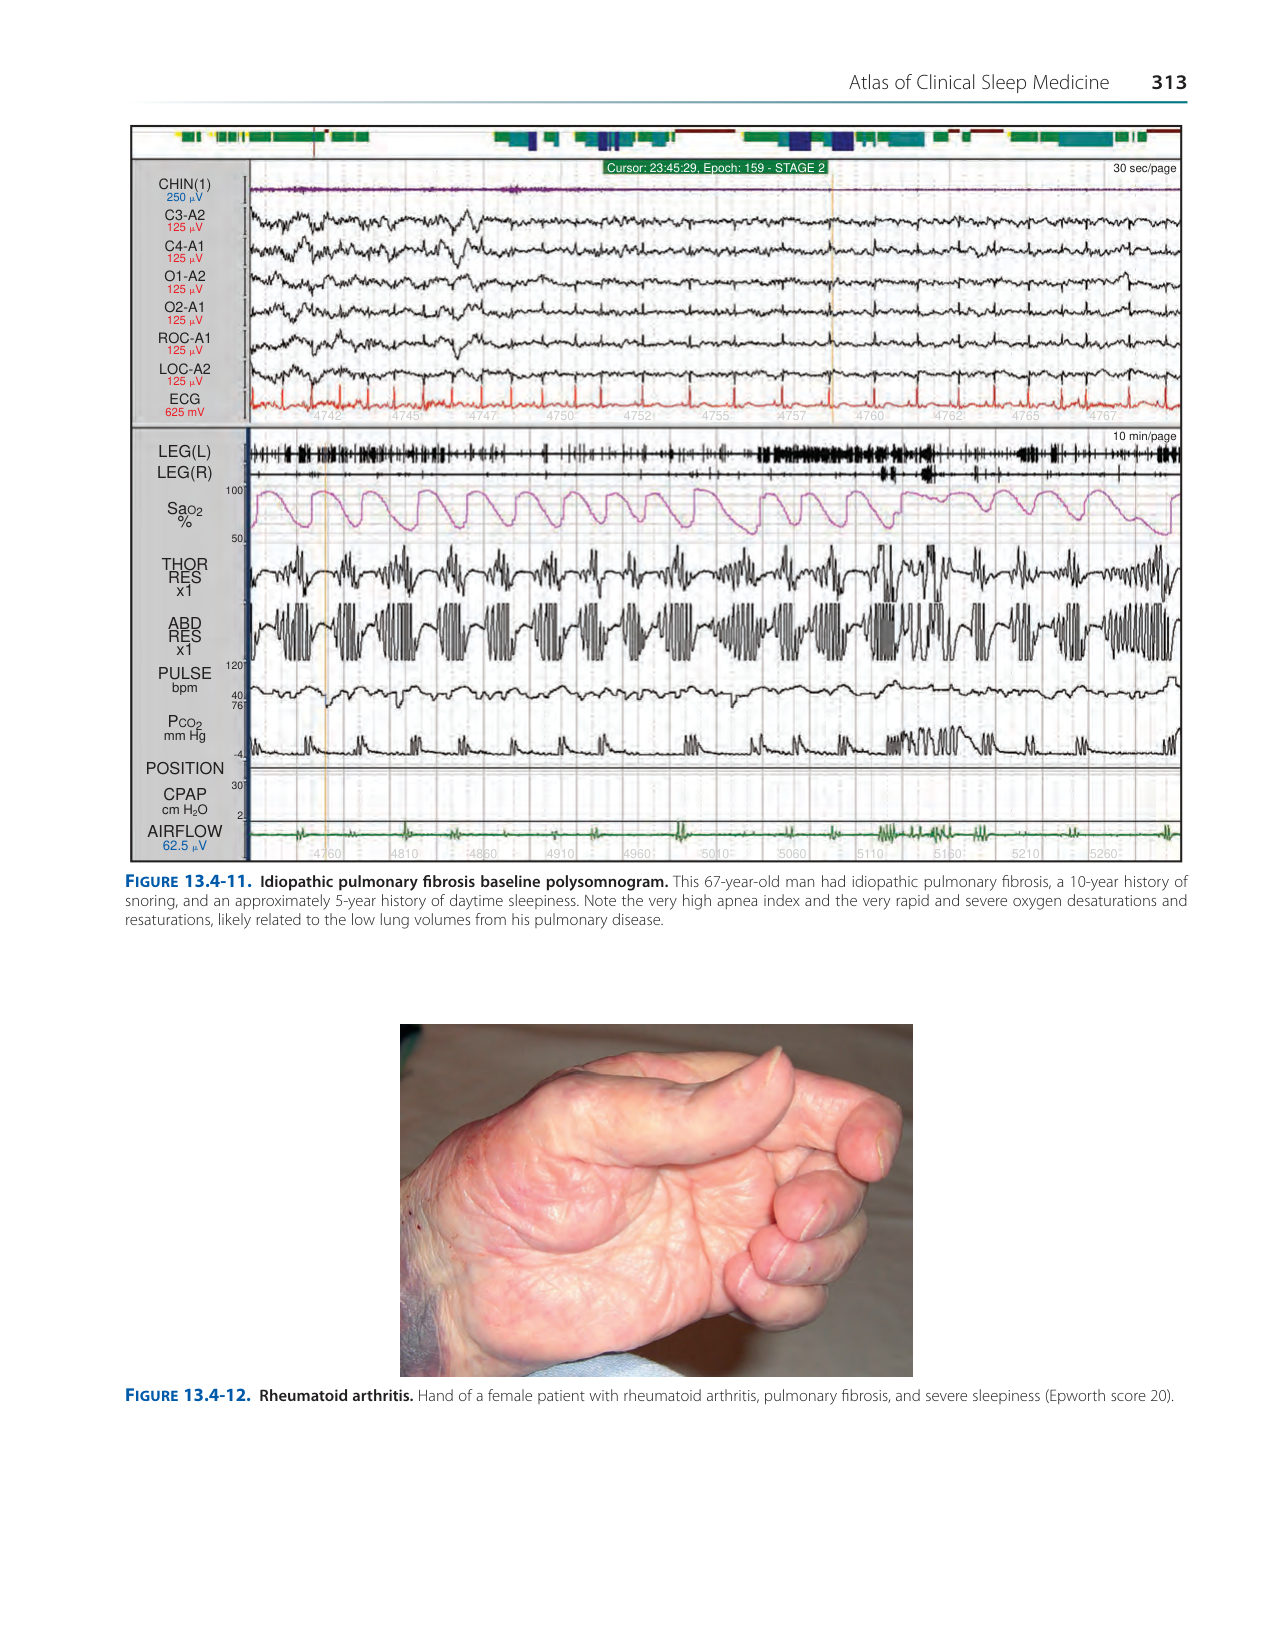 Atlas of Clinical Sleep Medicine 313
Cursor: 23:45:29, Epoch: 159 - STAGE 2
30 sec/page
CHIN(1)
250 µV
C3-A2
125 µV
C4-A1
125 µV
O1-A2
125 µV
O2-A1
125 µV
ROC-A1
125 µV
LOC-A2
125 µV
ECG
625 mV
4742 4745 4747 4750 4752 4755 4757 4760 4762 4765 4767
10 min/page
LEG(L)
LEG(R)
100
SaO2
%
50
THOR
RES
x1
ABD
RES
x1
120
PULSE
bpm
40
76
PCO2
mm Hg
-4
POSITION
30
CPAP
cm H2O
2
AIRFLOW
62.5 µV
4760 4810 4860 4910 4960 5010 5060 5110 5160 5210 5260
FIGURE 13.4-11. Idiopathic pulmonary fibrosis baseline polysomnogram. This 67-year-old man had idiopathic pulmonary fibrosis, a 10-year history of
snoring, and an approximately 5-year history of daytime sleepiness. Note the very high apnea index and the very rapid and severe oxygen desaturations and
resaturations, likely related to the low lung volumes from his pulmonary disease.
FIGURE 13.4-12. Rheumatoid arthritis. Hand of a female patient with rheumatoid arthritis, pulmonary fibrosis, and severe sleepiness (Epworth score 20).